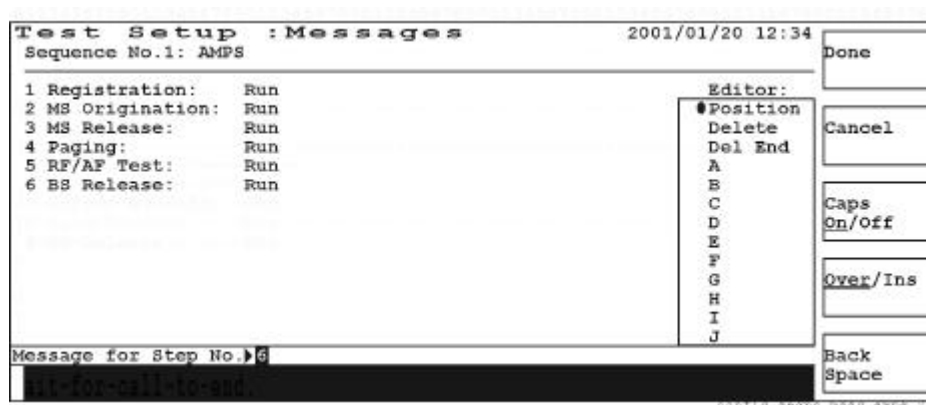 Test Setup :Messages 2001/01/20 12:34
Sequence No.1: AMPS
1 Registration: Run
2 MS Origination: Run
3 MS Release: Run
4 Paging: Run
5 RF/AF Test: Run
6 BS Release: Run
Editor:
Position
Delete
Del End
A
B
C
D
E
F
G
H
I
J
Message for Step No. 6
ait-for-call-to-end.
Done
Cancel
Caps
On/Off
Over/Ins
Back
Space